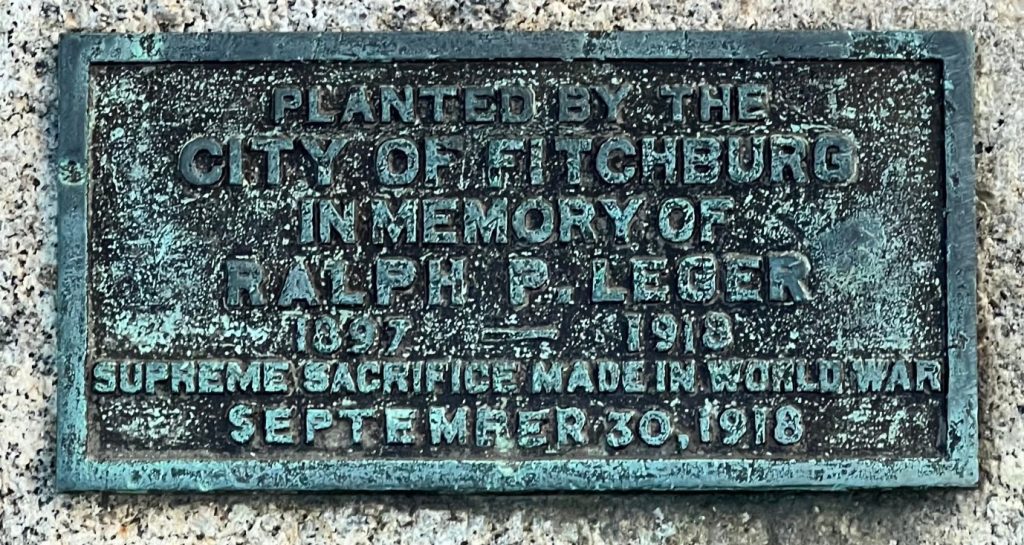 PLANTED BY THE
CITY OF FITCHBURG
IN MEMORY OF
RALPH P. LEGER
1897 — 1918
SUPREME SACRIFICE MADE IN WORLD WAR
SEPTEMBER 30, 1918